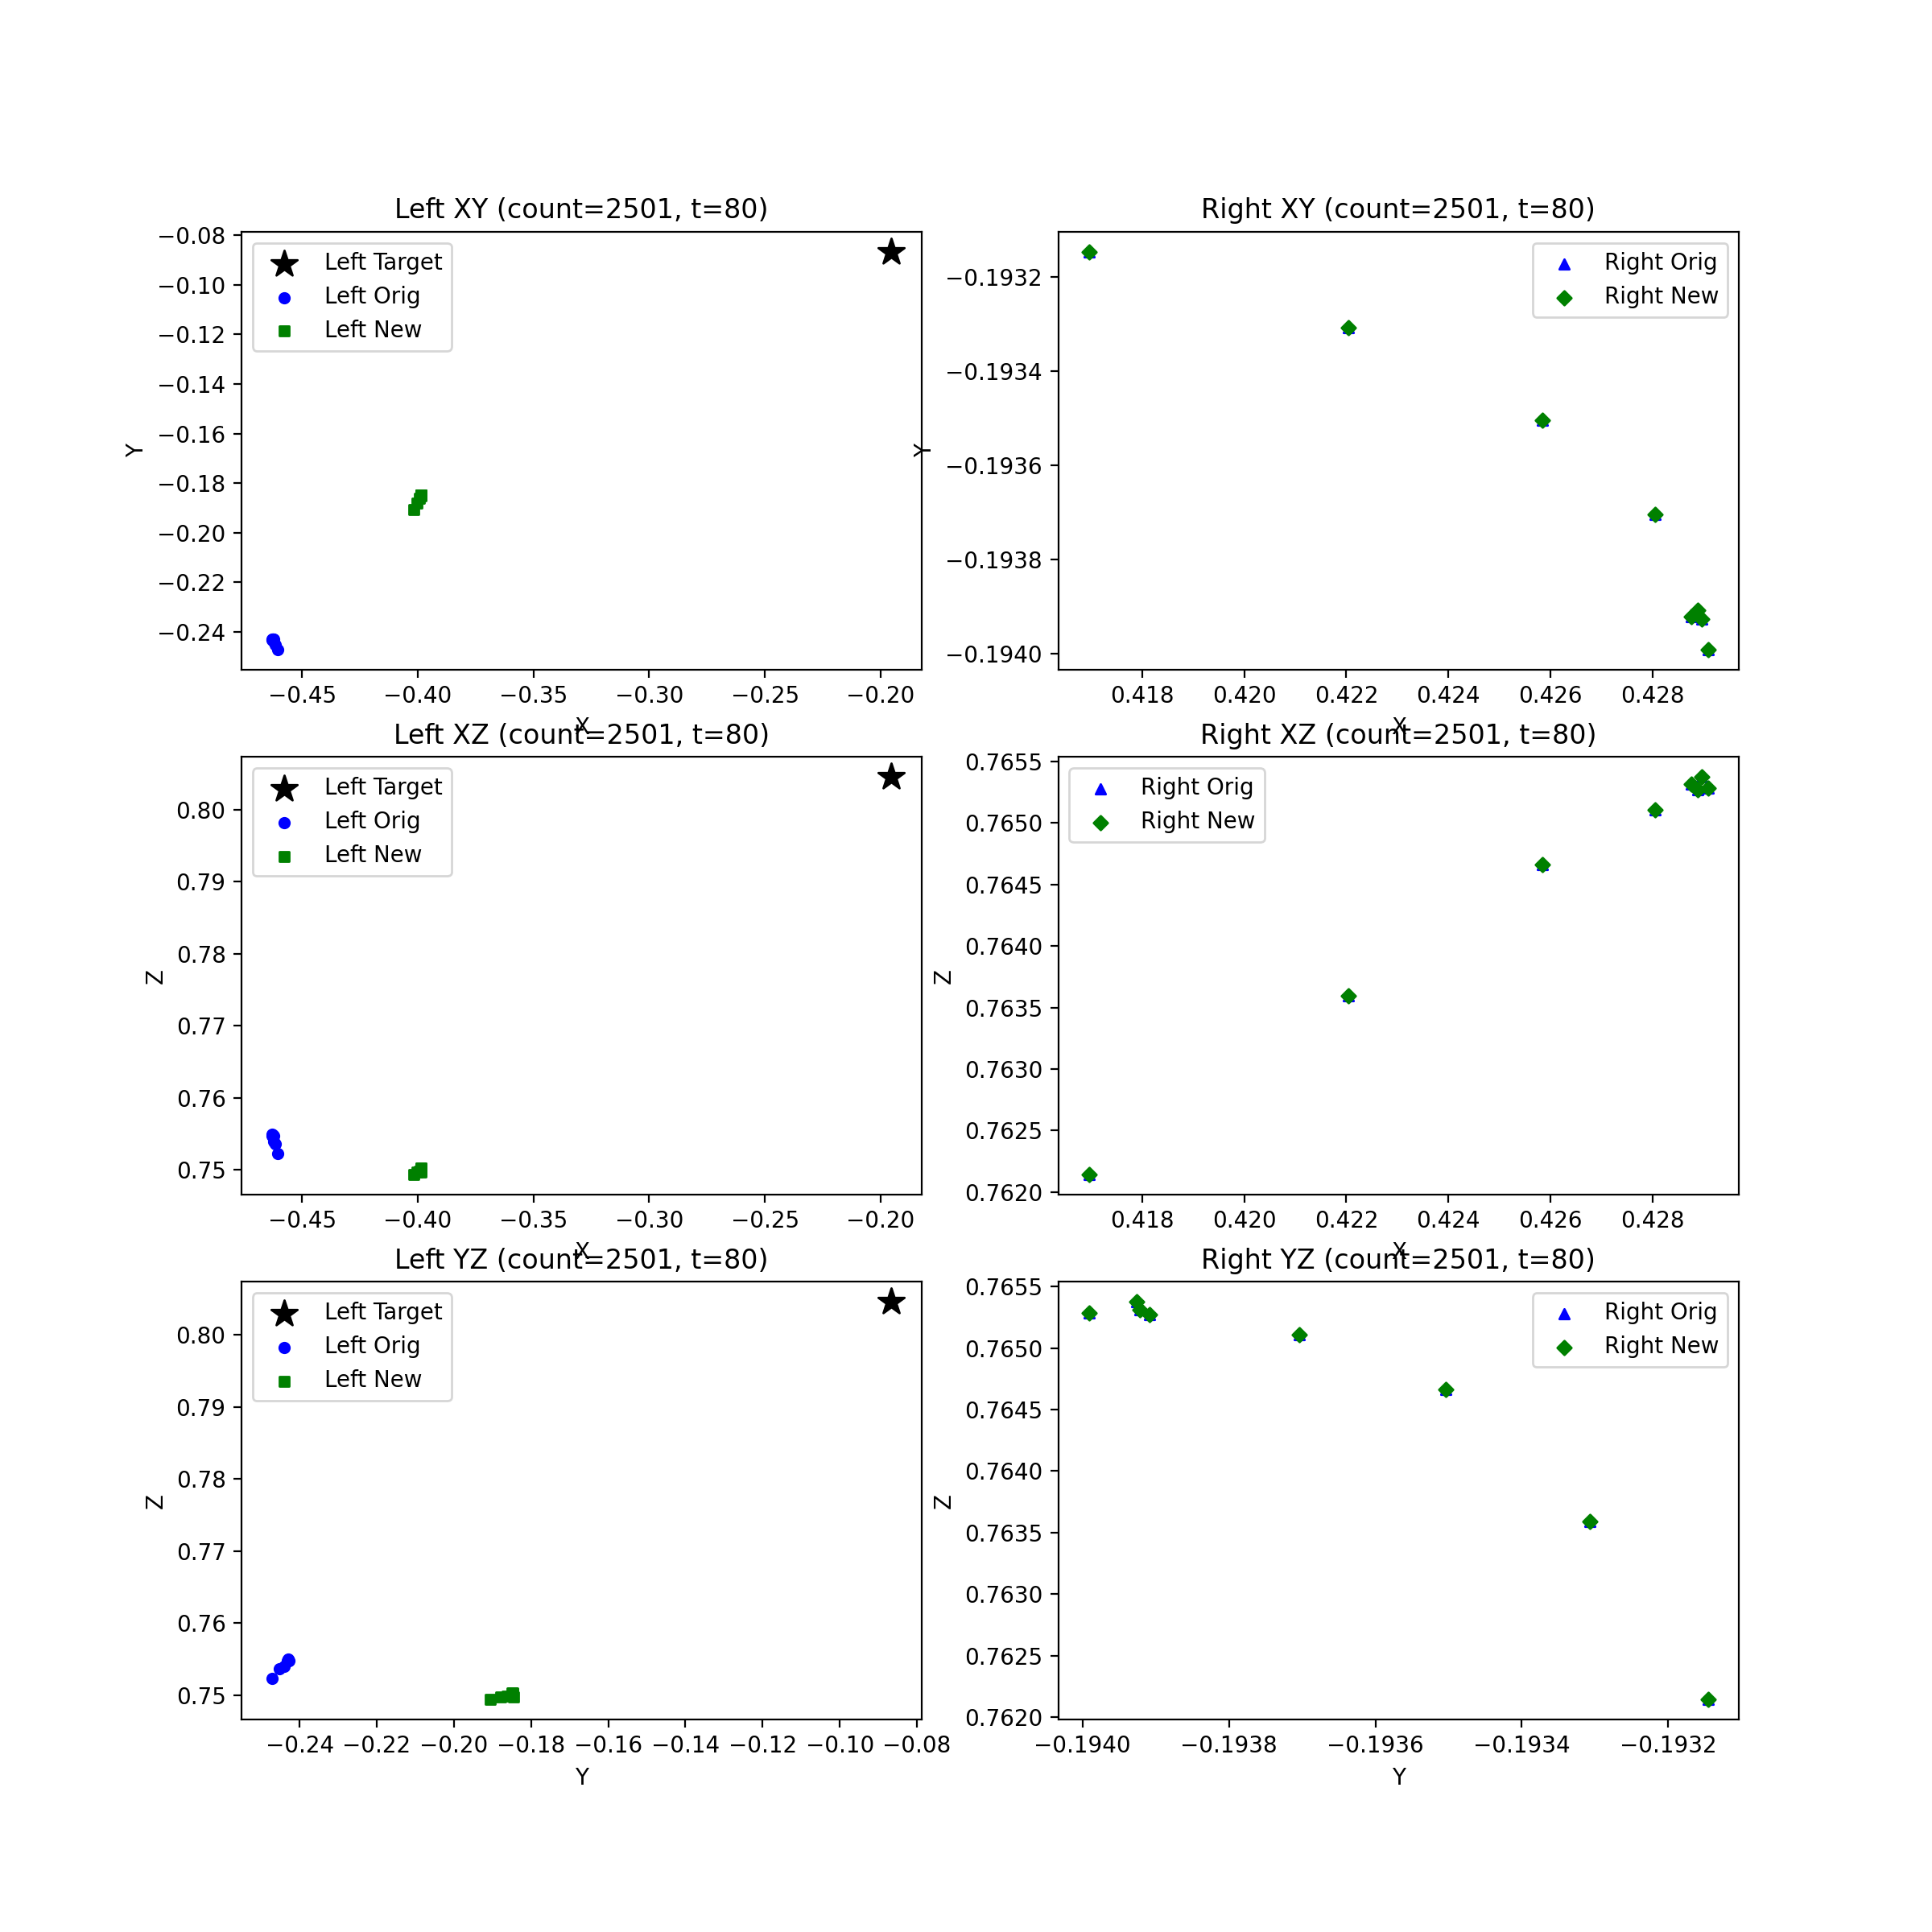 Left XY (count=2501, t=80)
−0.08
−0.10
−0.12
−0.14
−0.16
−0.18
−0.20
−0.22
−0.24
Y
Left Target
Left Orig
Left New
−0.45 −0.40 −0.35 −0.30 −0.25 −0.20
X
Right XY (count=2501, t=80)
−0.1932
−0.1934
−0.1936
−0.1938
−0.1940
Y
Right Orig
Right New
0.418 0.420 0.422 0.424 0.426 0.428
X
Left XZ (count=2501, t=80)
0.80
0.79
0.78
0.77
0.76
0.75
Z
Left Target
Left Orig
Left New
−0.45 −0.40 −0.35 −0.30 −0.25 −0.20
X
Right XZ (count=2501, t=80)
0.7655
0.7650
0.7645
0.7640
0.7635
0.7630
0.7625
0.7620
Z
Right Orig
Right New
0.418 0.420 0.422 0.424 0.426 0.428
X
Left YZ (count=2501, t=80)
0.80
0.79
0.78
0.77
0.76
0.75
Z
Left Target
Left Orig
Left New
−0.24 −0.22 −0.20 −0.18 −0.16 −0.14 −0.12 −0.10 −0.08
Y
Right YZ (count=2501, t=80)
0.7655
0.7650
0.7645
0.7640
0.7635
0.7630
0.7625
0.7620
Z
Right Orig
Right New
−0.1940 −0.1938 −0.1936 −0.1934 −0.1932
Y